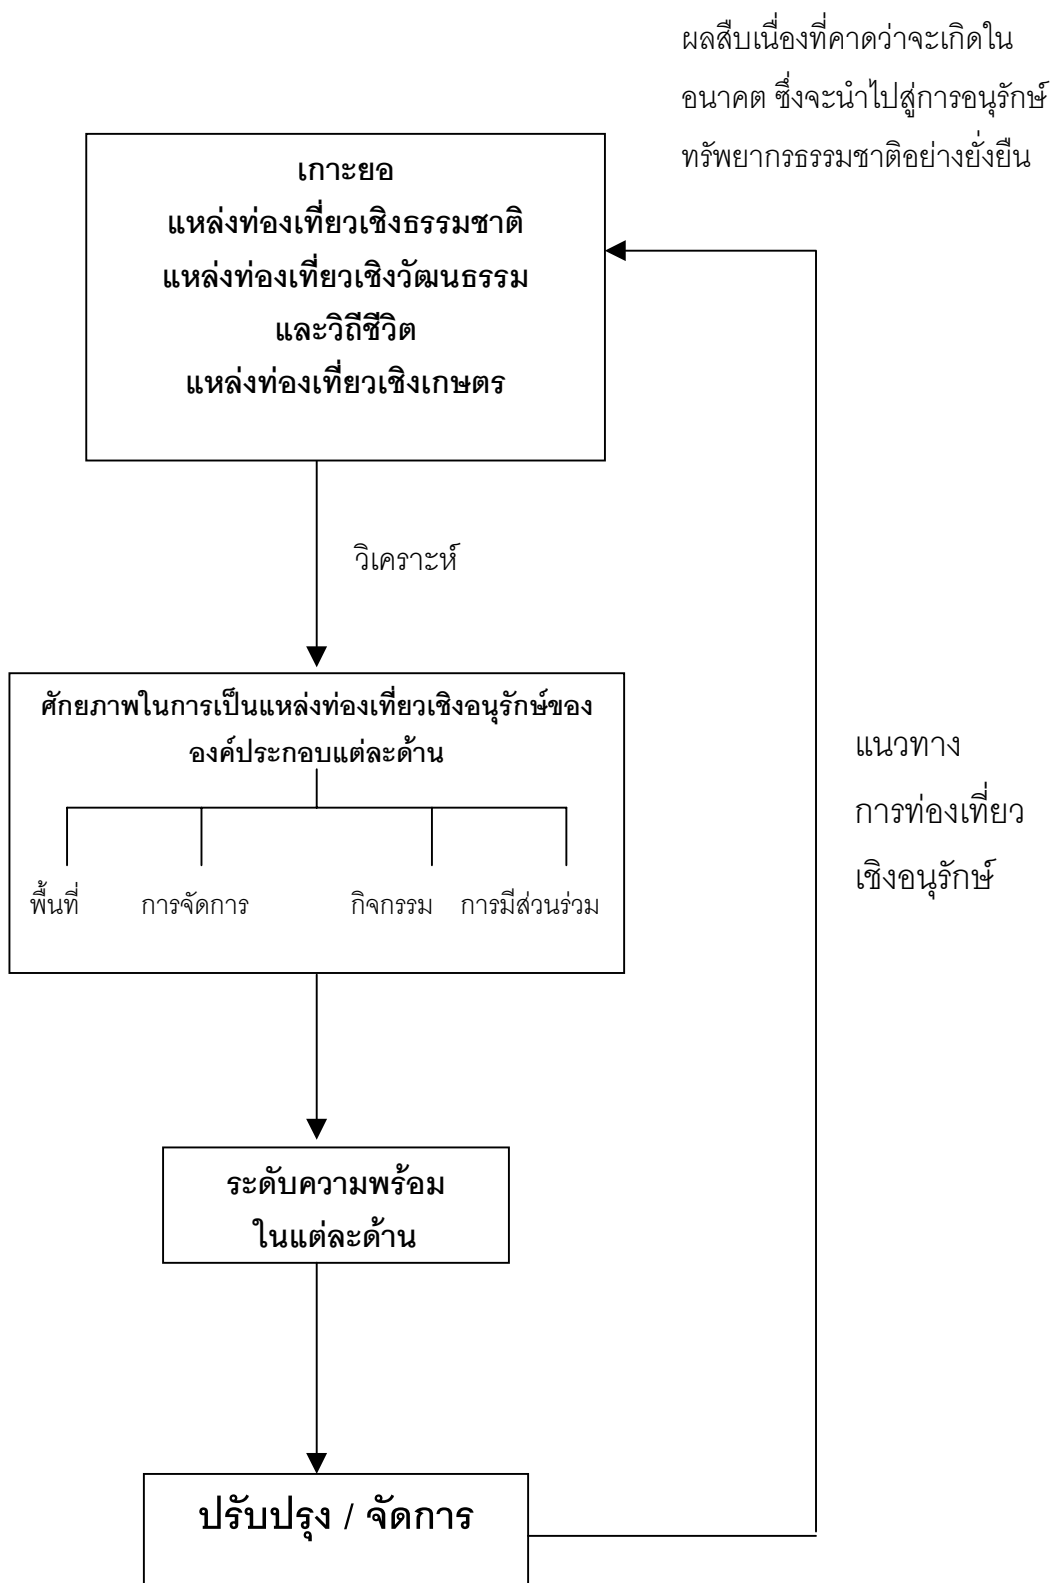 ผลสืบเนื่องที่คาดว่าจะเกิดใน
อนาคต ซึ่งจะนำไปสู่การอนุรักษ์
ทรัพยากรธรรมชาติอย่างยั่งยืน
เกาะยอ
แหล่งท่องเที่ยวเชิงธรรมชาติ
แหล่งท่องเที่ยวเชิงวัฒนธรรม
และวิถีชีวิต
แหล่งท่องเที่ยวเชิงเกษตร
วิเคราะห์
ศักยภาพในการเป็นแหล่งท่องเที่ยวเชิงอนุรักษ์ของ
องค์ประกอบแต่ละด้าน
พื้นที่ การจัดการ กิจกรรม การมีส่วนร่วม
แนวทาง
การท่องเที่ยว
เชิงอนุรักษ์
ระดับความพร้อม
ในแต่ละด้าน
ปรับปรุง / จัดการ